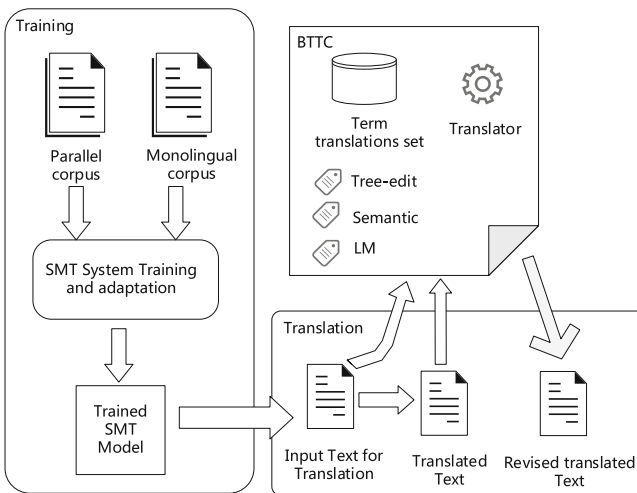 Training
Parallel
corpus
Monolingual
corpus
SMT System Training
and adaptation
Trained
SMT
Model
BTTC
Term
translations set
Translator
Tree-edit
Semantic
LM
Translation
Input Text for
Translation
Translated
Text
Revised translated
Text